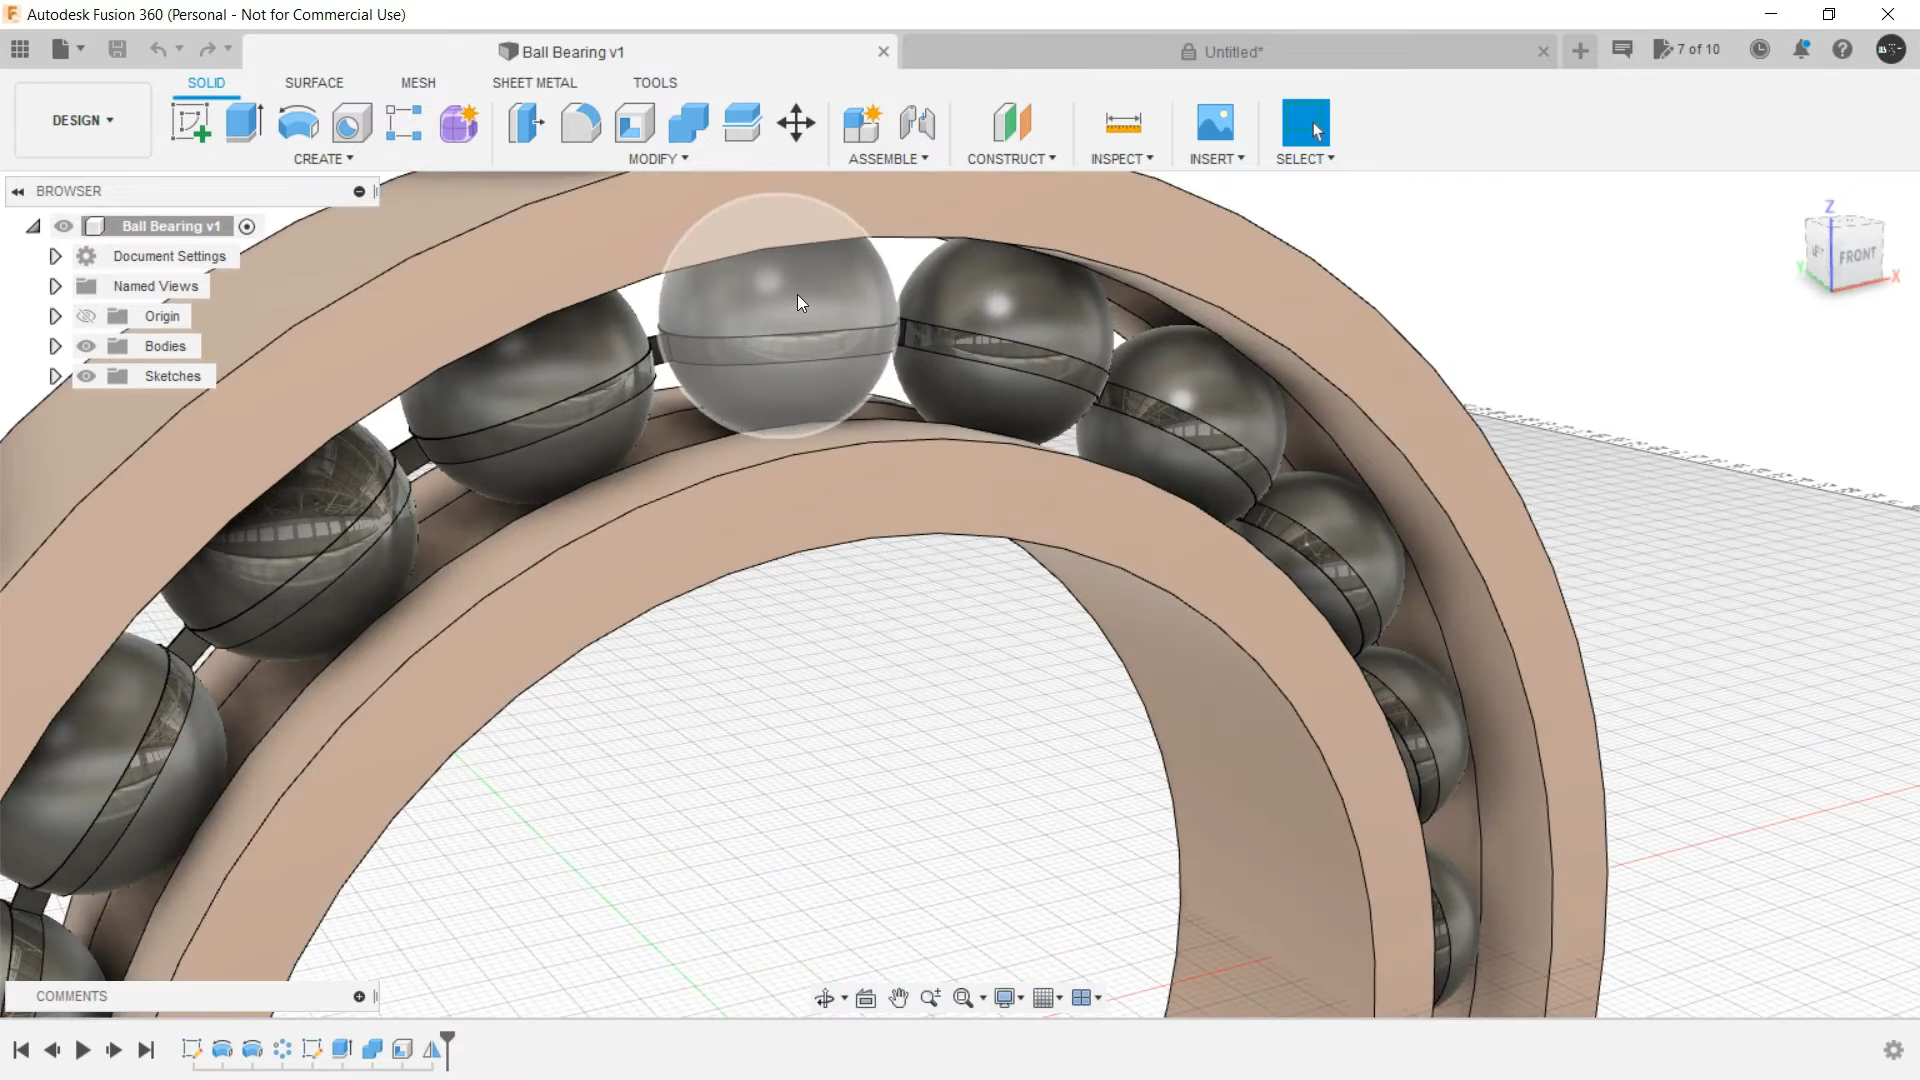 Autodesk Fusion 360 (Personal - Not for Commercial Use)
Ball Bearing v1
Untitled*
7 of 10
SOLID
SURFACE
MESH
SHEET METAL
TOOLS
DESIGN
CREATE
MODIFY
ASSEMBLE
CONSTRUCT
INSPECT
INSERT
SELECT
BROWSER
Ball Bearing v1
Document Settings
Named Views
Origin
Bodies
Sketches
Z
FRONT
X
Y
COMMENTS